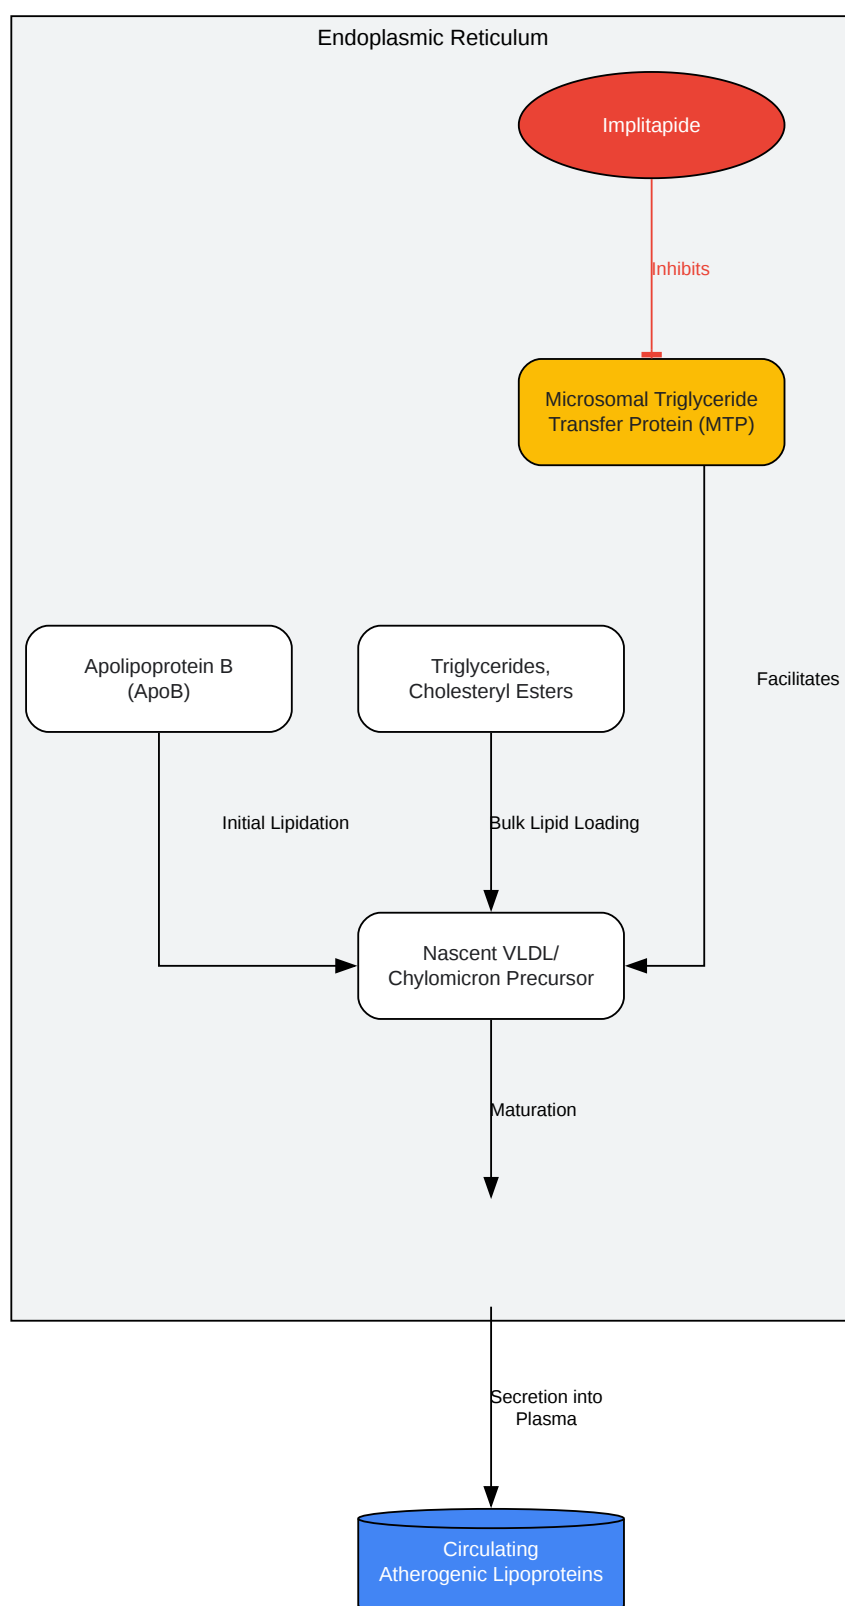 Endoplasmic Reticulum
Implitapide
Inhibits
Microsomal Triglyceride
Transfer Protein (MTP)
Apolipoprotein B
(ApoB)
Triglycerides,
Cholesteryl Esters
Facilitates
Initial Lipidation
Bulk Lipid Loading
Nascent VLDL/
Chylomicron Precursor
Maturation
Secretion into
Plasma
Circulating
Atherogenic Lipoproteins